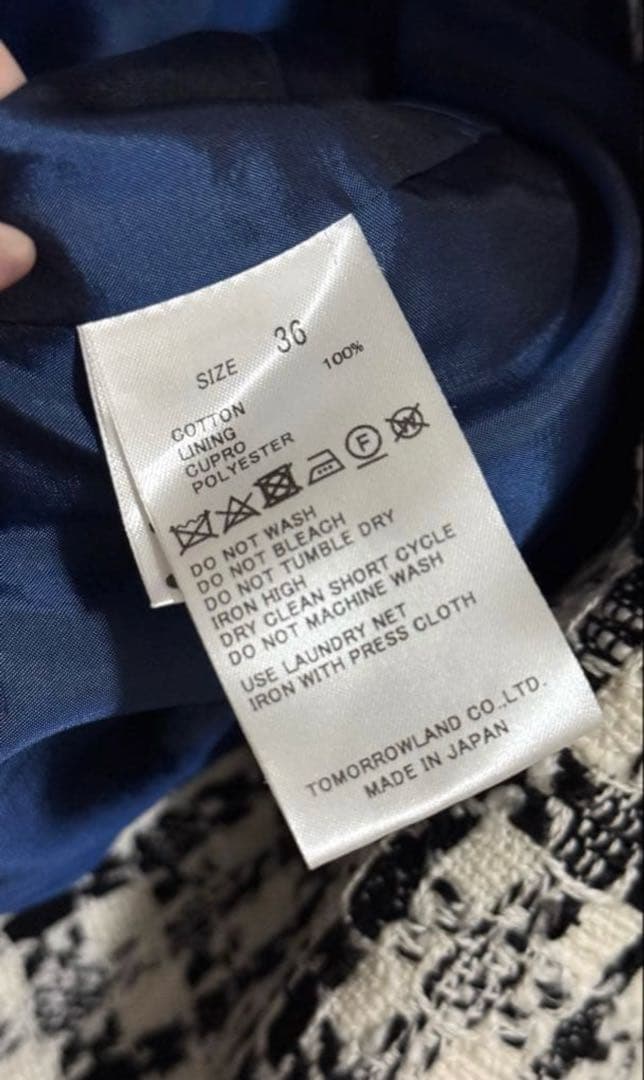 SIZE 36
COTTON 100%
LINING
CUPRO
POLYESTER
F W
DO NOT WASH
DO NOT BLEACH
DO NOT TUMBLE DRY
IRON HIGH
DRY CLEAN SHORT CYCLE
DO NOT MACHINE WASH
USE LAUNDRY NET
IRON WITH PRESS CLOTH
TOMORROWLAND CO.,LTD.
MADE IN JAPAN